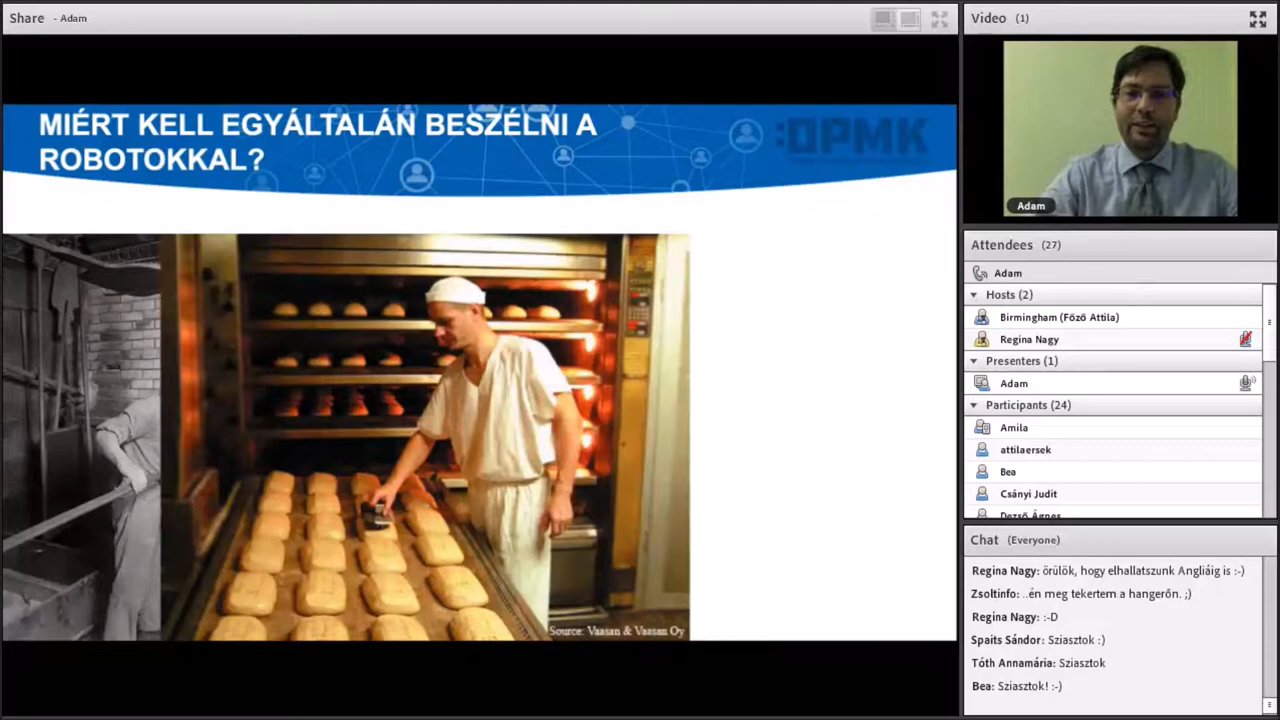 Share - Adam
MIÉRT KELL EGYÁLTALÁN BESZÉLNI A
ROBOTOKKAL?
:OPMK
Source: Vaasan & Vaasan Oy
Video (1)
Adam
Attendees (27)
Adam
Hosts (2)
Birmingham (Főző Attila)
Regina Nagy
Presenters (1)
Adam
Participants (24)
Amila
attilaersek
Bea
Csányi Judit
Dezső Ágnes
Chat (Everyone)
Regina Nagy: örülök, hogy elhallatszunk Angliáig is :-)
Zsoltinfo: ..én meg tekertem a hangerőn. ;)
Regina Nagy: :-D
Spaits Sándor: Sziasztok :)
Tóth Annamária: Sziasztok
Bea: Sziasztok! :-)